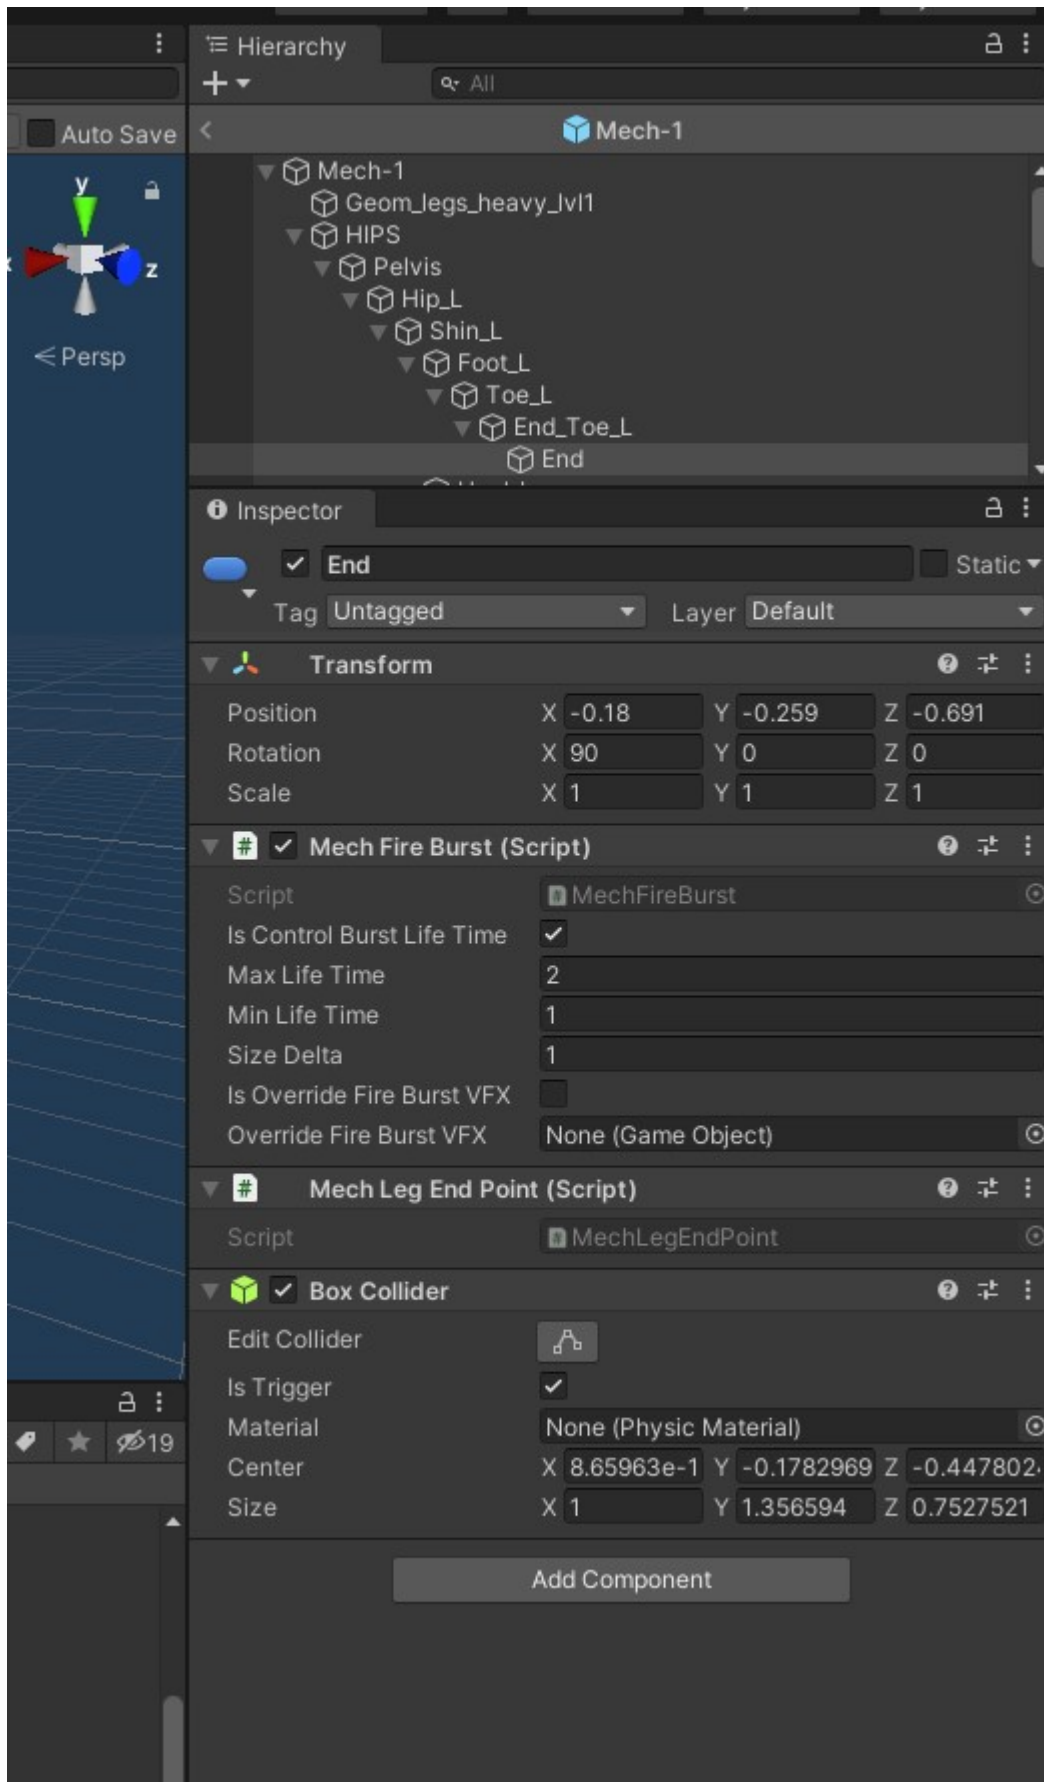 Hierarchy
All
Auto Save
Mech-1
Mech-1
Geom_legs_heavy_lvl1
HIPS
Pelvis
Hip_L
Shin_L
Foot_L
Toe_L
End_Toe_L
End
y
z
< Persp
Inspector
End
Static
Tag Untagged Layer Default
Transform
Position X -0.18 Y -0.259 Z -0.691
Rotation X 90 Y 0 Z 0
Scale X 1 Y 1 Z 1
# Mech Fire Burst (Script)
Script MechFireBurst
Is Control Burst Life Time
Max Life Time 2
Min Life Time 1
Size Delta 1
Is Override Fire Burst VFX
Override Fire Burst VFX None (Game Object)
# Mech Leg End Point (Script)
Script MechLegEndPoint
Box Collider
Edit Collider
Is Trigger
Material None (Physic Material)
Center X 8.65963e-1 Y -0.1782969 Z -0.447802
Size X 1 Y 1.356594 Z 0.7527521
19
Add Component